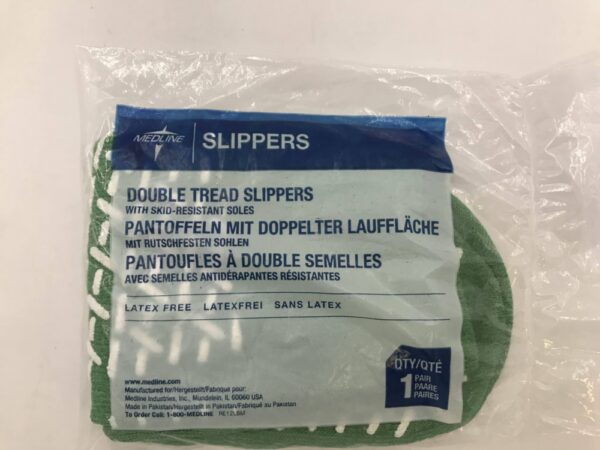 MEDLINE
SLIPPERS
DOUBLE TREAD SLIPPERS
WITH SKID-RESISTANT SOLES
PANTOFFELN MIT DOPPELTER LAUFFLÄCHE
MIT RUTSCHFESTEN SOHLEN
PANTOUFLES À DOUBLE SEMELLES
AVEC SEMELLES ANTIDÉRAPANTES RÉSISTANTES
LATEX FREE LATEXFREI SANS LATEX
QTY/QTÉ
1 PAIR
PAARE
PAIRES
www.medline.com
Manufactured for/Hergestellt/Fabriqué pour:
Medline Industries, Inc., Mundelein, IL 60060 USA
Made in Pakistan/Hergestellt in Pakistan/Fabriqué au Pakistan
To Order Call: 1-800-MEDLINE